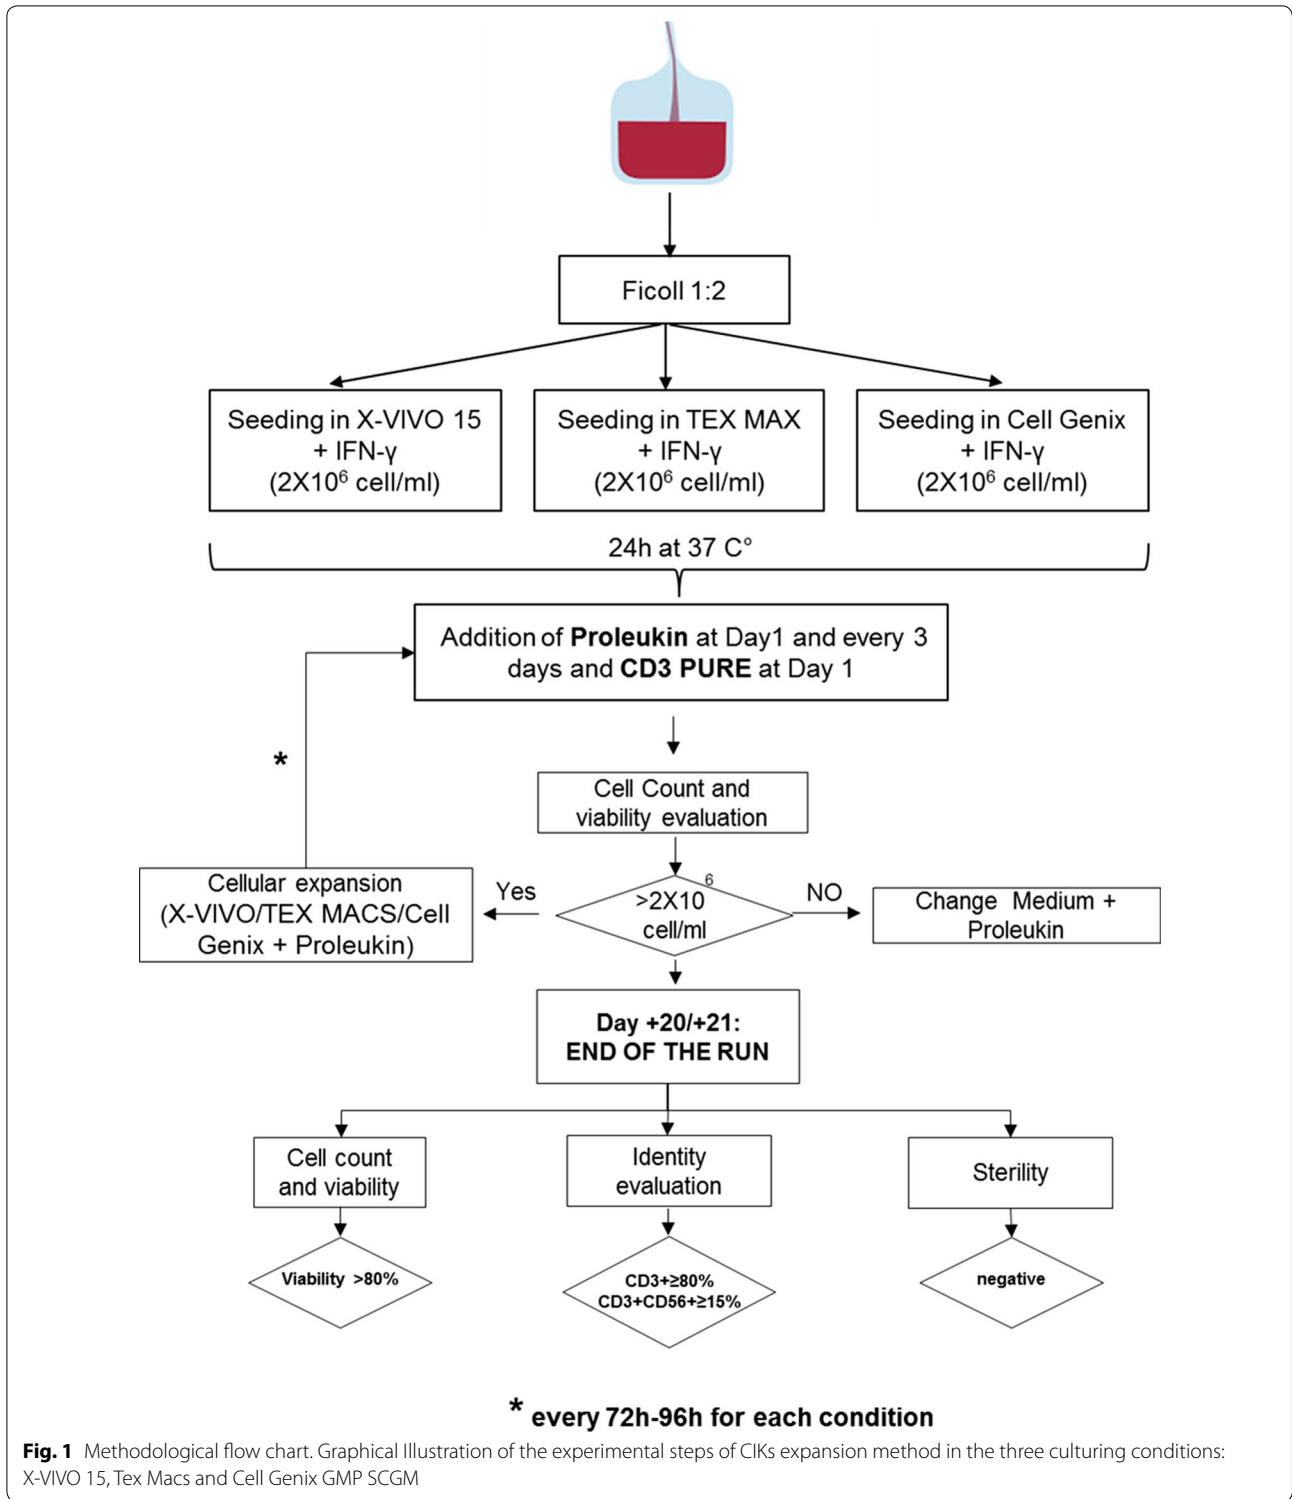 Ficoll 1:2
Seeding in X-VIVO 15
+ IFN-γ
(2X10⁶ cell/ml)
Seeding in TEX MAX
+ IFN-γ
(2X10⁶ cell/ml)
Seeding in Cell Genix
+ IFN-γ
(2X10⁶ cell/ml)
24h at 37 C°
Addition of Proleukin at Day1 and every 3
days and CD3 PURE at Day 1
*
Cell Count and
viability evaluation
Cellular expansion
(X-VIVO/TEX MACS/Cell
Genix + Proleukin)
Yes
>2X10⁶
cell/ml
NO
Change Medium +
Proleukin
Day +20/+21:
END OF THE RUN
Cell count
and viability
Identity
evaluation
Sterility
Viability >80%
CD3+≥80%
CD3+CD56+≥15%
negative
* every 72h-96h for each condition
Fig. 1 Methodological flow chart. Graphical Illustration of the experimental steps of CIKs expansion method in the three culturing conditions:
X-VIVO 15, Tex Macs and Cell Genix GMP SCGM